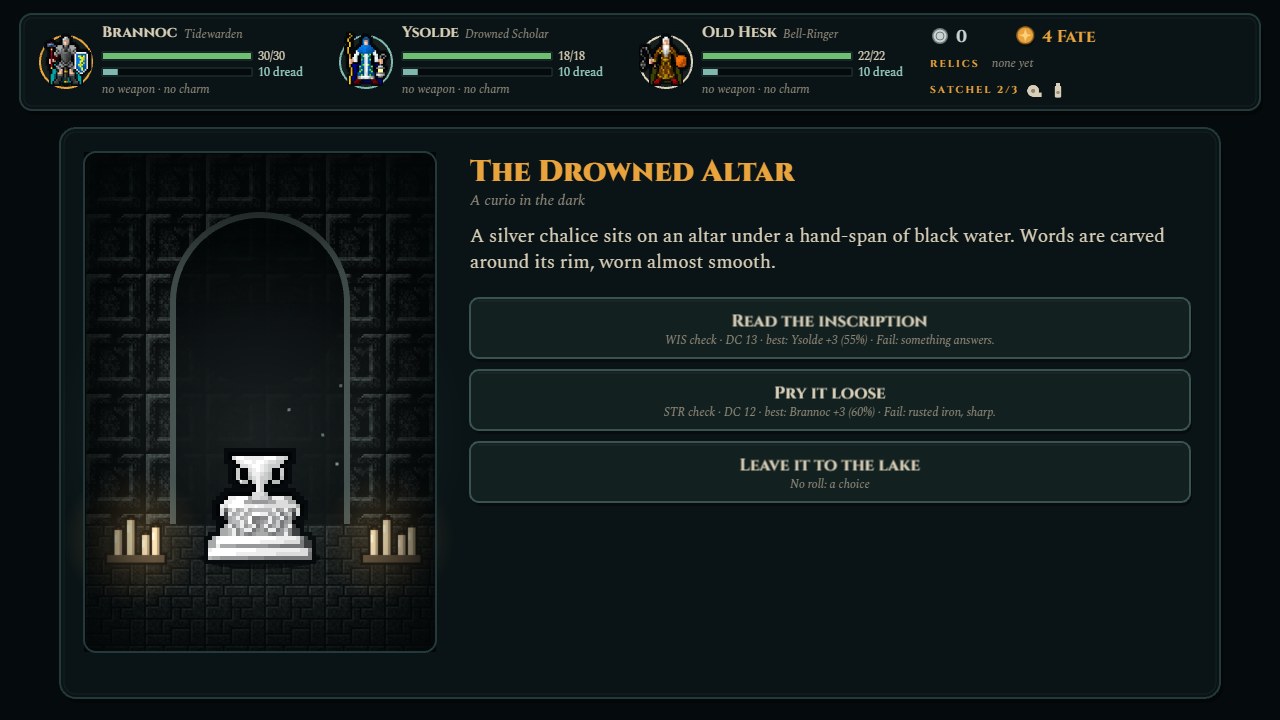 Brannoc Tidewarden
30/30
10 dread
no weapon · no charm
Ysolde Drowned Scholar
18/18
10 dread
no weapon · no charm
Old Hesk Bell-Ringer
22/22
10 dread
no weapon · no charm
0 4 Fate
RELICS none yet
SATCHEL 2/3
The Drowned Altar
A curio in the dark
A silver chalice sits on an altar under a hand-span of black water. Words are carved
around its rim, worn almost smooth.
Read the inscription
WIS check · DC 13 · best: Ysolde +3 (55%) · Fail: something answers.
Pry it loose
STR check · DC 12 · best: Brannoc +3 (60%) · Fail: rusted iron, sharp.
Leave it to the lake
No roll: a choice